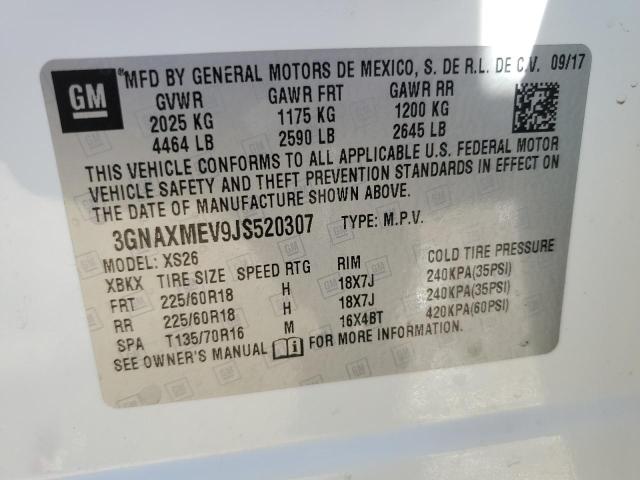 GM
MFD BY GENERAL MOTORS DE MEXICO, S. DE R.L. DE C.V. 09/17
GVWR GAWR FRT GAWR RR
2025 KG 1175 KG 1200 KG
4464 LB 2590 LB 2645 LB
THIS VEHICLE CONFORMS TO ALL APPLICABLE U.S. FEDERAL MOTOR
VEHICLE SAFETY AND THEFT PREVENTION STANDARDS IN EFFECT ON
THE DATE OF MANUFACTURE SHOWN ABOVE.
3GNAXMEV9JS520307 TYPE: M.P.V.
MODEL: XS26
XBKX TIRE SIZE SPEED RTG RIM COLD TIRE PRESSURE
FRT 225/60R18 H 18X7J 240KPA(35PSI)
RR 225/60R18 H 18X7J 240KPA(35PSI)
SPA T135/70R16 M 16X4BT 420KPA(60PSI)
SEE OWNER'S MANUAL FOR MORE INFORMATION.